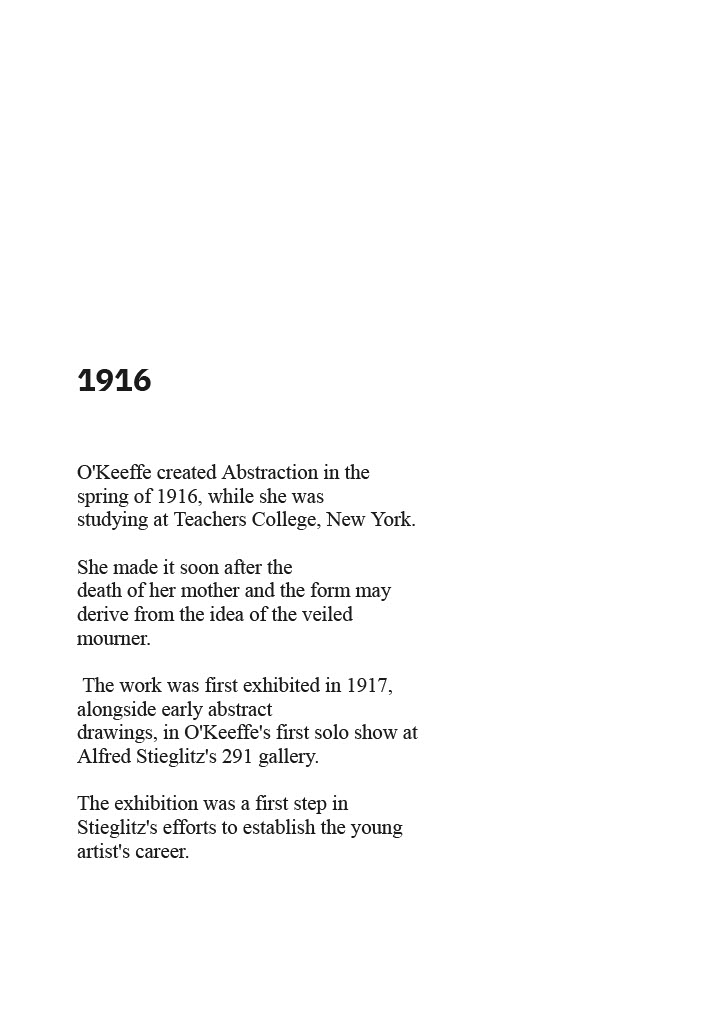 1916
O'Keeffe created Abstraction in the
spring of 1916, while she was
studying at Teachers College, New York.
She made it soon after the
death of her mother and the form may
derive from the idea of the veiled
mourner.
The work was first exhibited in 1917,
alongside early abstract
drawings, in O'Keeffe's first solo show at
Alfred Stieglitz's 291 gallery.
The exhibition was a first step in
Stieglitz's efforts to establish the young
artist's career.